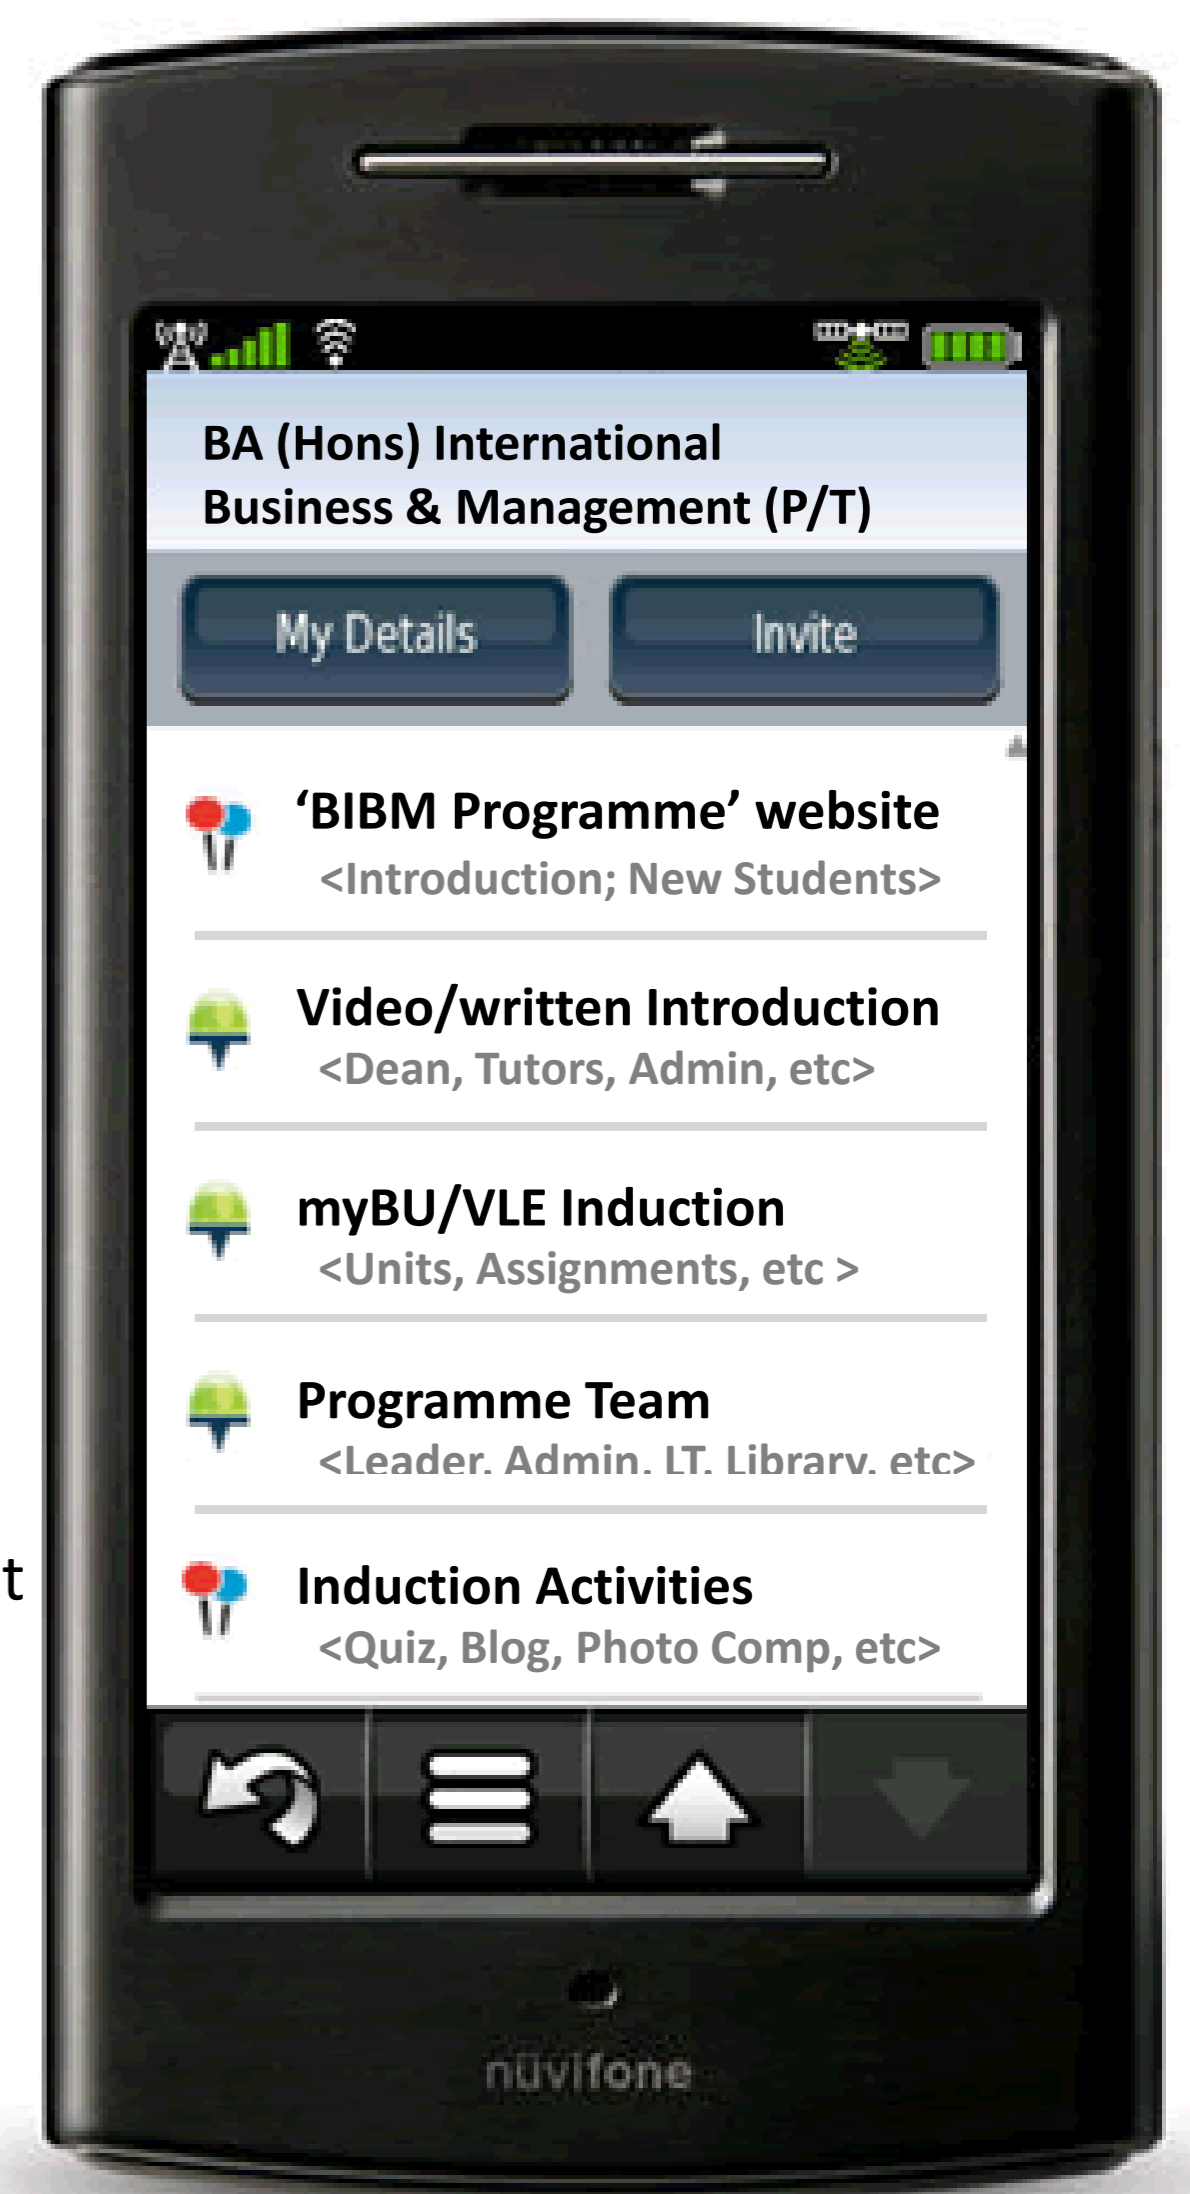 BA (Hons) International
Business & Management (P/T)
My Details
Invite
‘BIBM Programme’ website
<Introduction; New Students>
Video/written Introduction
<Dean, Tutors, Admin, etc>
myBU/VLE Induction
<Units, Assignments, etc >
Programme Team
<Leader, Admin, LT, Library, etc>
t
Induction Activities
<Quiz, Blog, Photo Comp, etc>
nüvifone